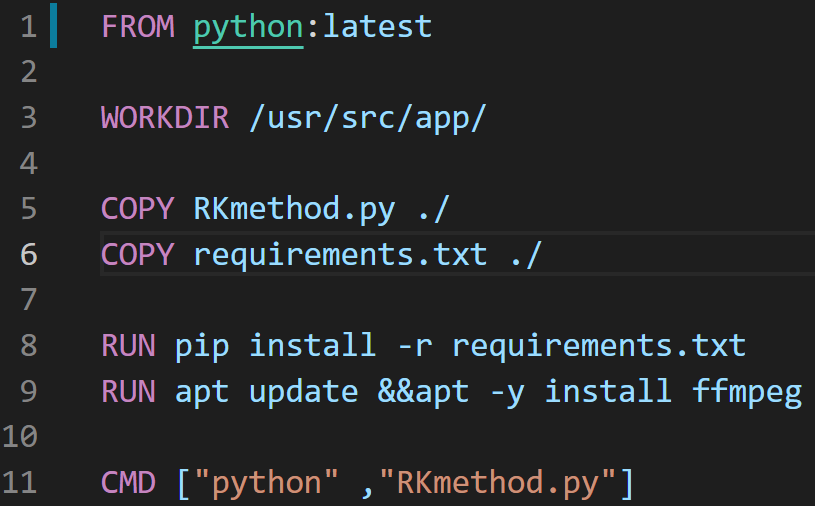 1 FROM python:latest
2
3 WORKDIR /usr/src/app/
4
5 COPY RKmethod.py ./
6 COPY requirements.txt ./
7
8 RUN pip install -r requirements.txt
9 RUN apt update &&apt -y install ffmpeg
10
11 CMD ["python" ,"RKmethod.py"]